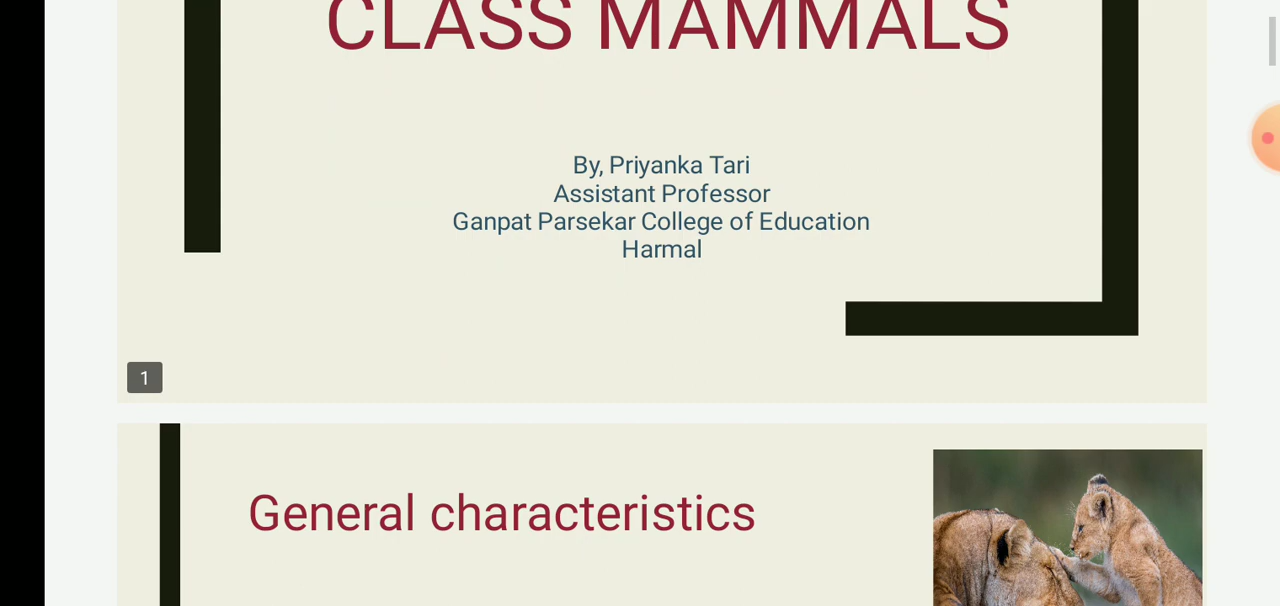 CLASS MAMMALS
By, Priyanka Tari
Assistant Professor
Ganpat Parsekar College of Education
Harmal
1
General characteristics